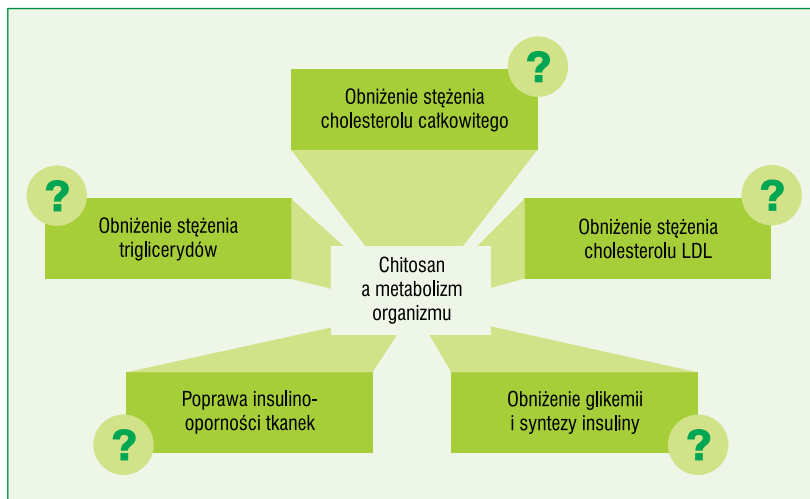 ?
Obniżenie stężenia
cholesterolu całkowitego
?
Obniżenie stężenia
triglicerydów
?
Obniżenie stężenia
cholesterolu LDL
Chitosan
a metabolizm
organizmu
Poprawa insulino-
oporności tkanek
?
Obniżenie glikemii
i syntezy insuliny
?